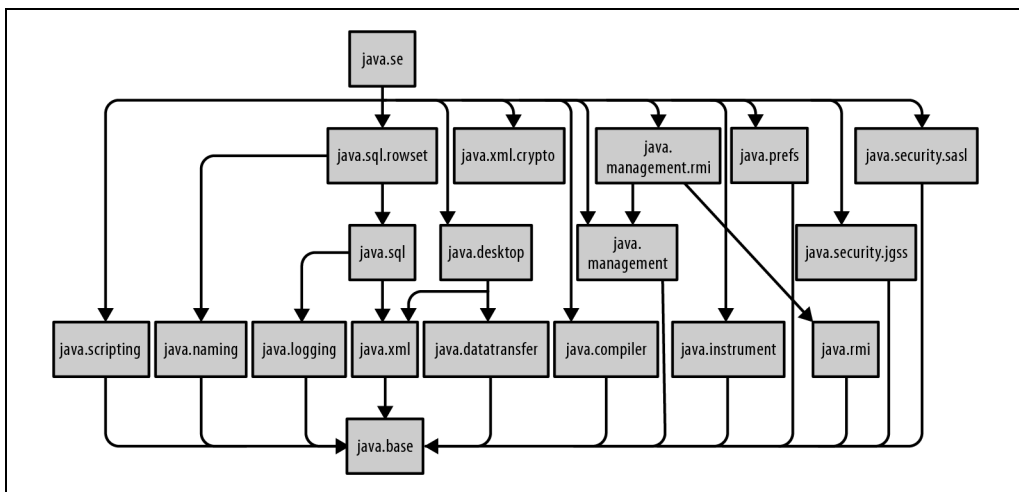 java.se
java.sql.rowset
java.xml.crypto
java.
management.rmi
java.prefs
java.security.sasl
java.sql
java.desktop
java.
management
java.security.jgss
java.scripting
java.naming
java.logging
java.xml
java.datatransfer
java.compiler
java.instrument
java.rmi
java.base